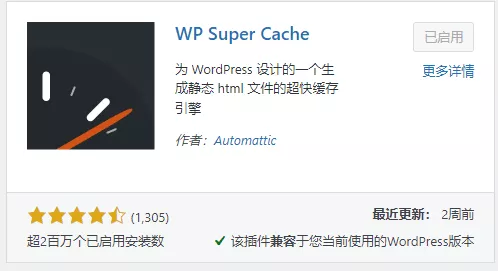 WP Super Cache
已启用
更多详情
为 WordPress 设计的一个生
成静态 html 文件的超快缓存
引擎
作者：Automattic
(1,305)
最近更新： 2周前
超2百万个已启用安装数
该插件兼容于您当前使用的WordPress版本